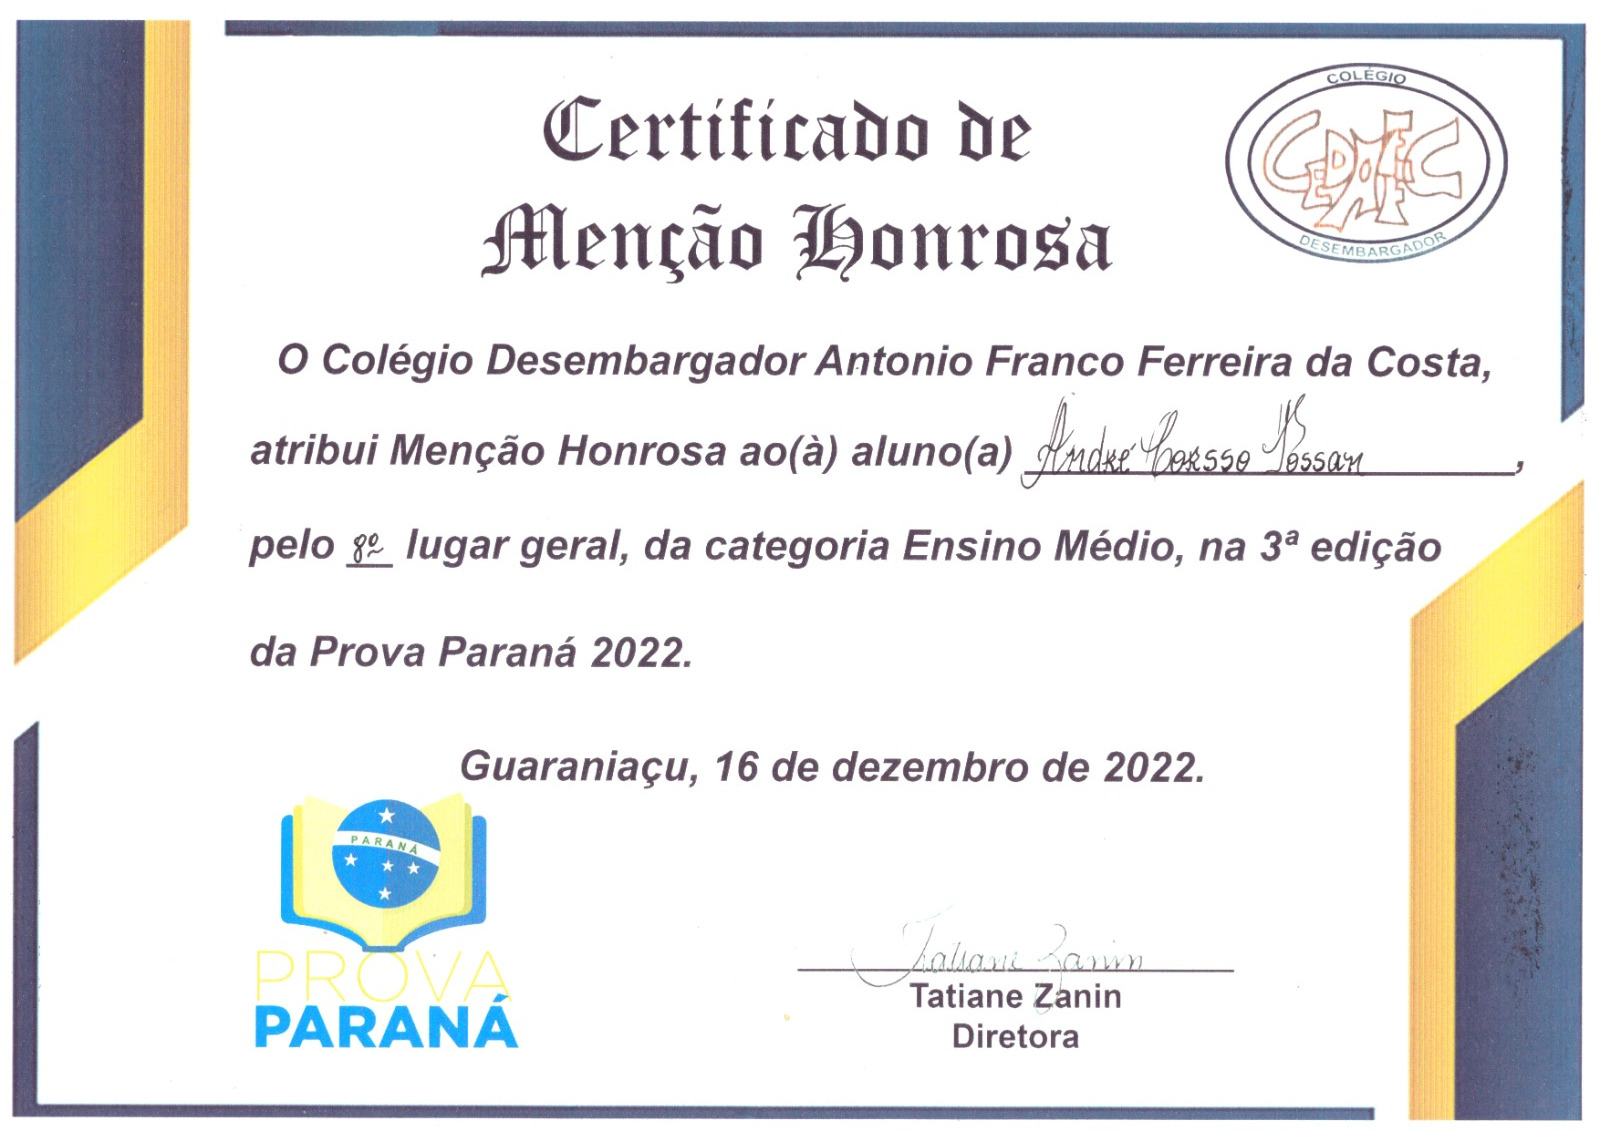 Certificado de
Menção Honrosa
COLÉGIO
CEDAFFC
DESEMBARGADOR
O Colégio Desembargador Antonio Franco Ferreira da Costa,
atribui Menção Honrosa ao(à) aluno(a) André Corsso Possan,
pelo 8º lugar geral, da categoria Ensino Médio, na 3ª edição
da Prova Paraná 2022.
Guaraniaçu, 16 de dezembro de 2022.
PARANÁ
PROVA
PARANÁ
Tatiane Zanin
Tatiane Zanin
Diretora